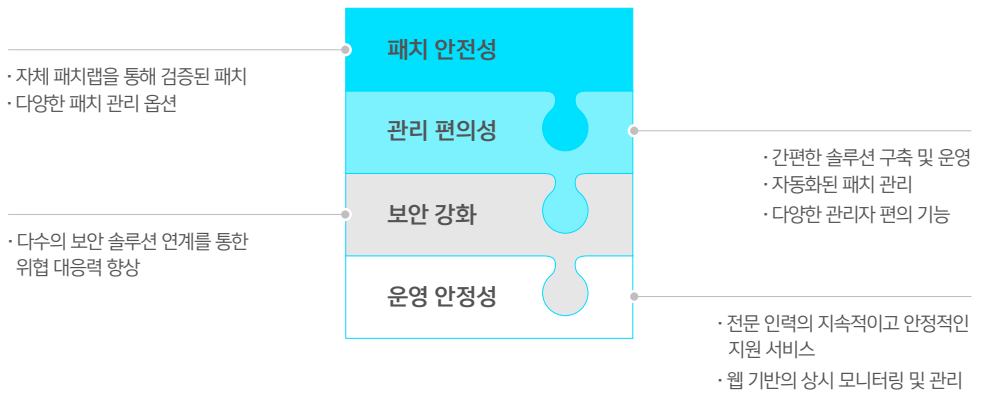 패치 안전성
· 자체 패치랩을 통해 검증된 패치
· 다양한 패치 관리 옵션
관리 편의성
· 간편한 솔루션 구축 및 운영
· 자동화된 패치 관리
· 다양한 관리자 편의 기능
보안 강화
· 다수의 보안 솔루션 연계를 통한
위협 대응력 향상
운영 안정성
· 전문 인력의 지속적이고 안정적인
지원 서비스
· 웹 기반의 상시 모니터링 및 관리